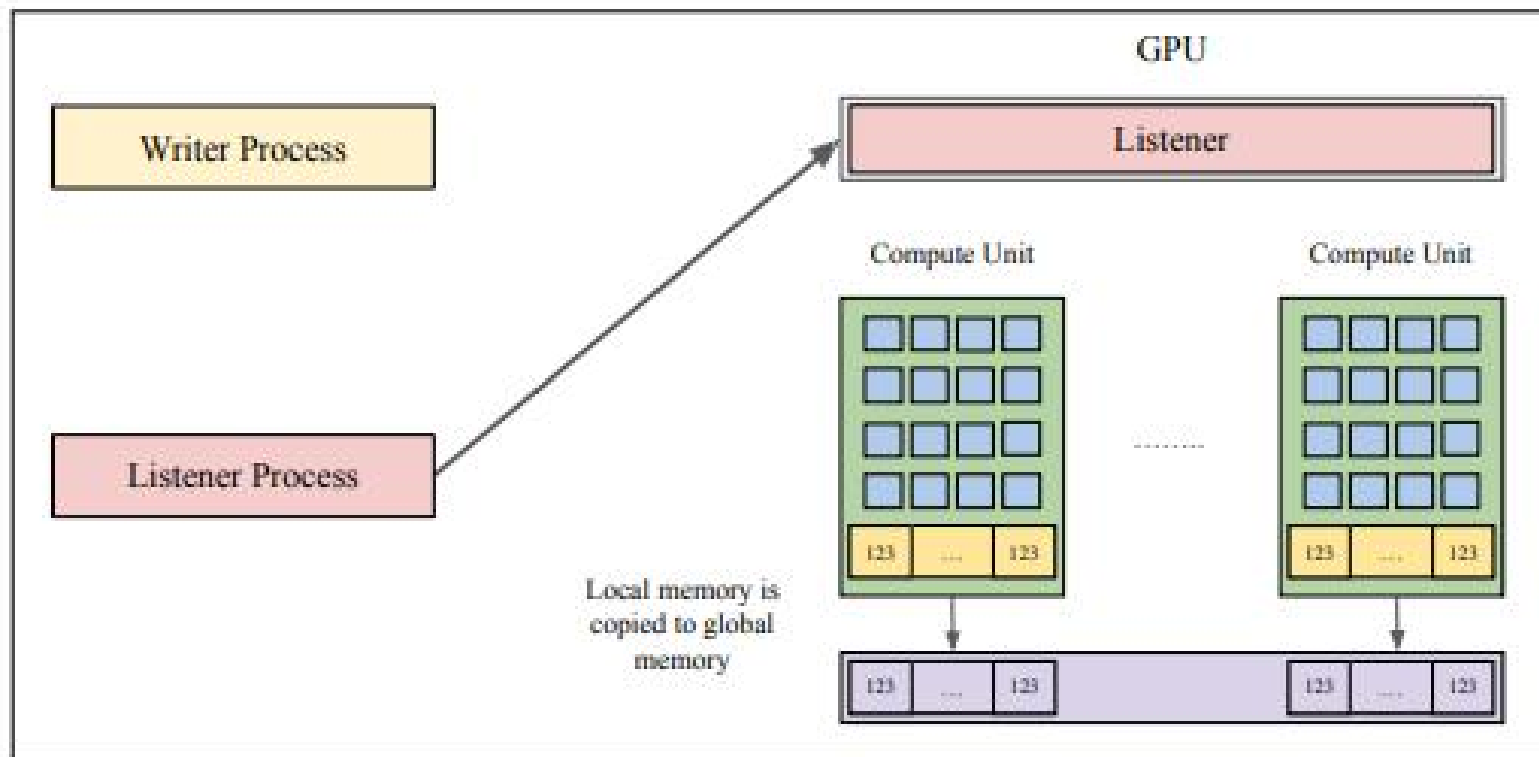 GPU
Writer Process
Listener
Compute Unit
Compute Unit
Listener Process
........
123 .... 123
123 .... 123
Local memory is
copied to global
memory
123 .... 123
123 .... 123